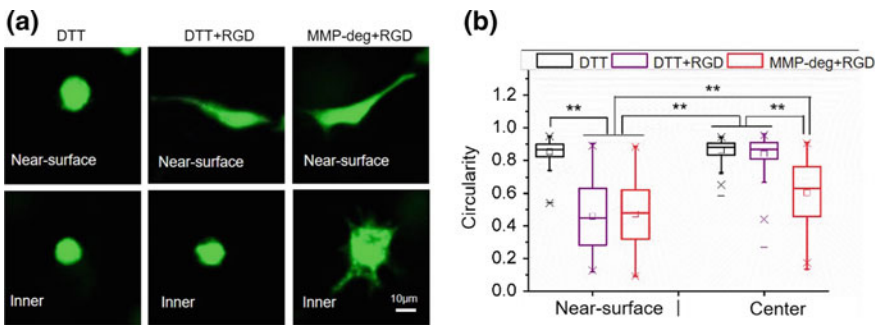 (a)
DTT
DTT+RGD
MMP-deg+RGD
Near-surface
Near-surface
Near-surface
Inner
Inner
Inner
10μm
(b)
DTT
DTT+RGD
MMP-deg+RGD
Circularity
1.2
1.0
0.8
0.6
0.4
0.2
0.0
**
**
**
**
Near-surface | Center